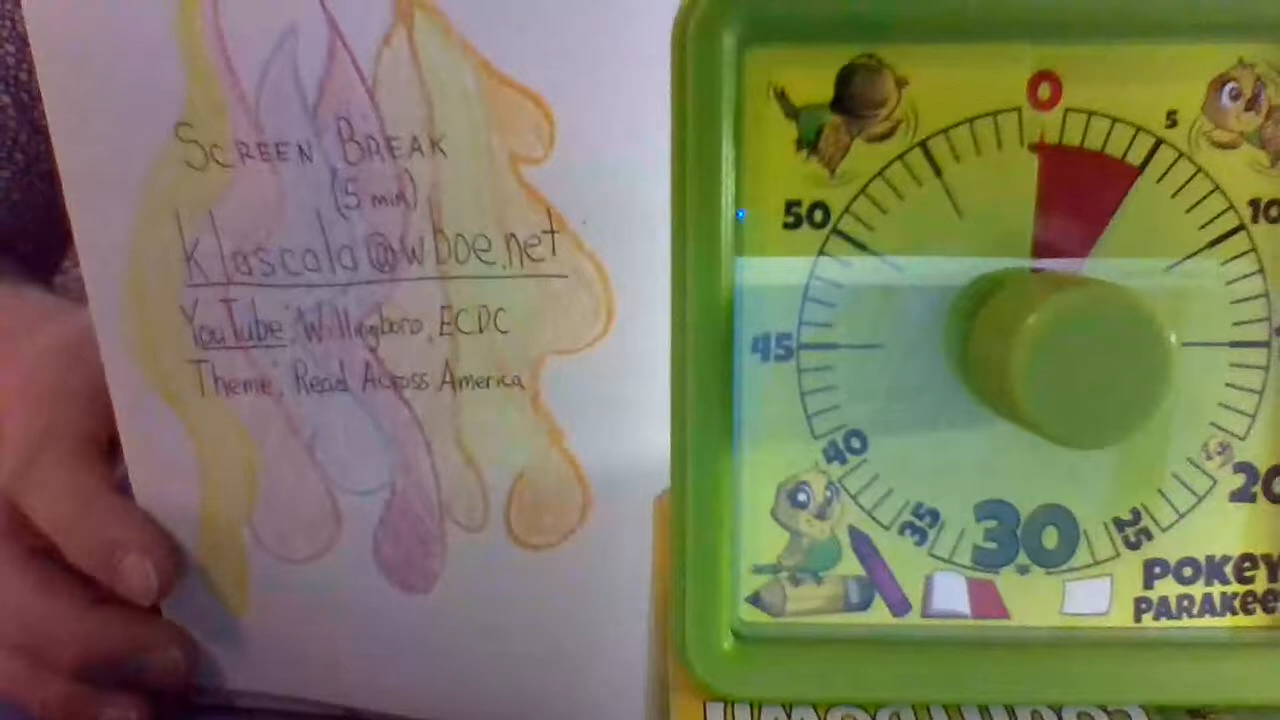 SCREEN BREAK
(5 min)
klascala@wboe.net
YouTube: Willingboro, ECDC
Theme: Read Across America
0
5
10
20
25
30
35
40
45
50
POKEY
PARAKEE